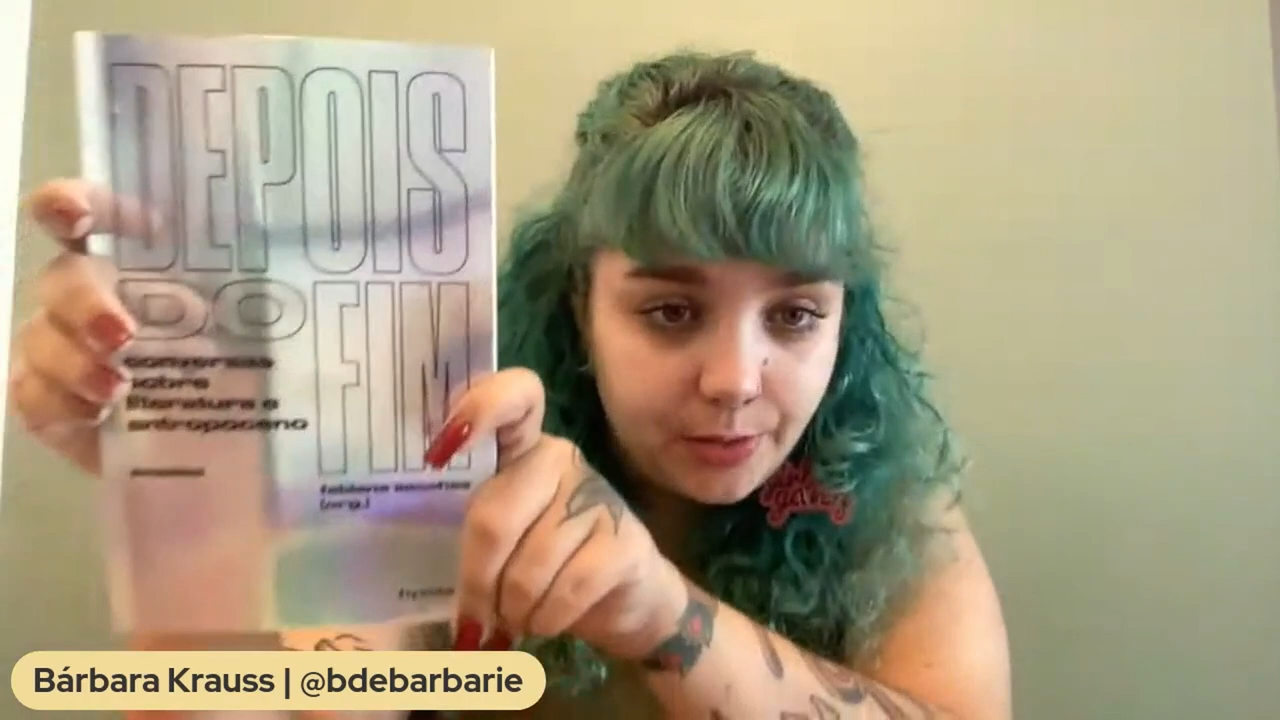 DEPOIS
DO FIM
conversas
sobre
literatura e
antropoceno
(org.)
Bárbara Krauss | @bdebarbarie